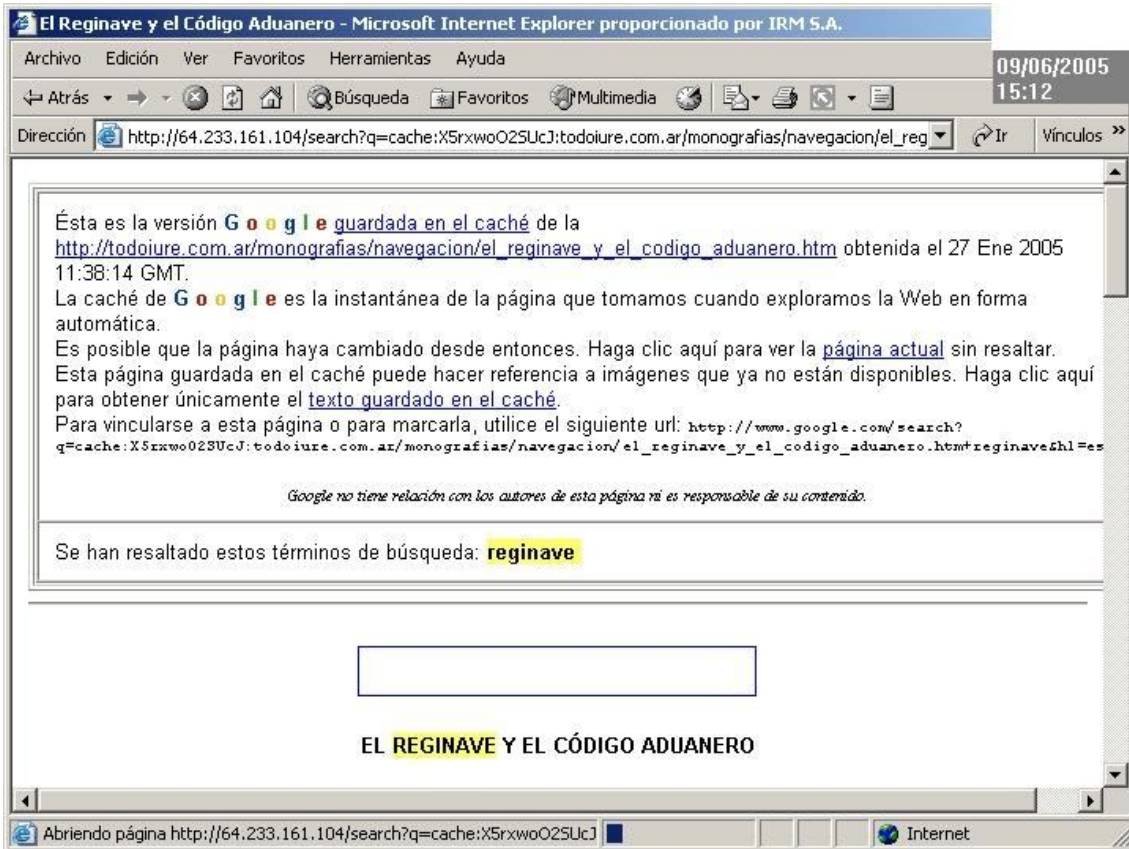 El Reginave y el Código Aduanero - Microsoft Internet Explorer proporcionado por IRM S.A.
Archivo Edición Ver Favoritos Herramientas Ayuda
09/06/2005
15:12
Atrás Búsqueda Favoritos Multimedia
Dirección http://64.233.161.104/search?q=cache:X5rxwoO2SUcJ:todoiure.com.ar/monografias/navegacion/el_reg Ir Vínculos »
Ésta es la versión Google guardada en el caché de la
http://todoiure.com.ar/monografias/navegacion/el_reginave_y_el_codigo_aduanero.htm obtenida el 27 Ene 2005
11:38:14 GMT.
La caché de Google es la instantánea de la página que tomamos cuando exploramos la Web en forma
automática.
Es posible que la página haya cambiado desde entonces. Haga clic aquí para ver la página actual sin resaltar.
Esta página guardada en el caché puede hacer referencia a imágenes que ya no están disponibles. Haga clic aquí
para obtener únicamente el texto guardado en el caché.
Para vincularse a esta página o para marcarla, utilice el siguiente url: http://www.google.com/search?
q=cache:X5rxwoO2SUcJ:todoiure.com.ar/monografias/navegacion/el_reginave_y_el_codigo_aduanero.htm+reginave&hl=es
Google no tiene relación con los autores de esta página ni es responsable de su contenido.
Se han resaltado estos términos de búsqueda: reginave
EL REGINAVE Y EL CÓDIGO ADUANERO
Abriendo página http://64.233.161.104/search?q=cache:X5rxwoO2SUcJ Internet